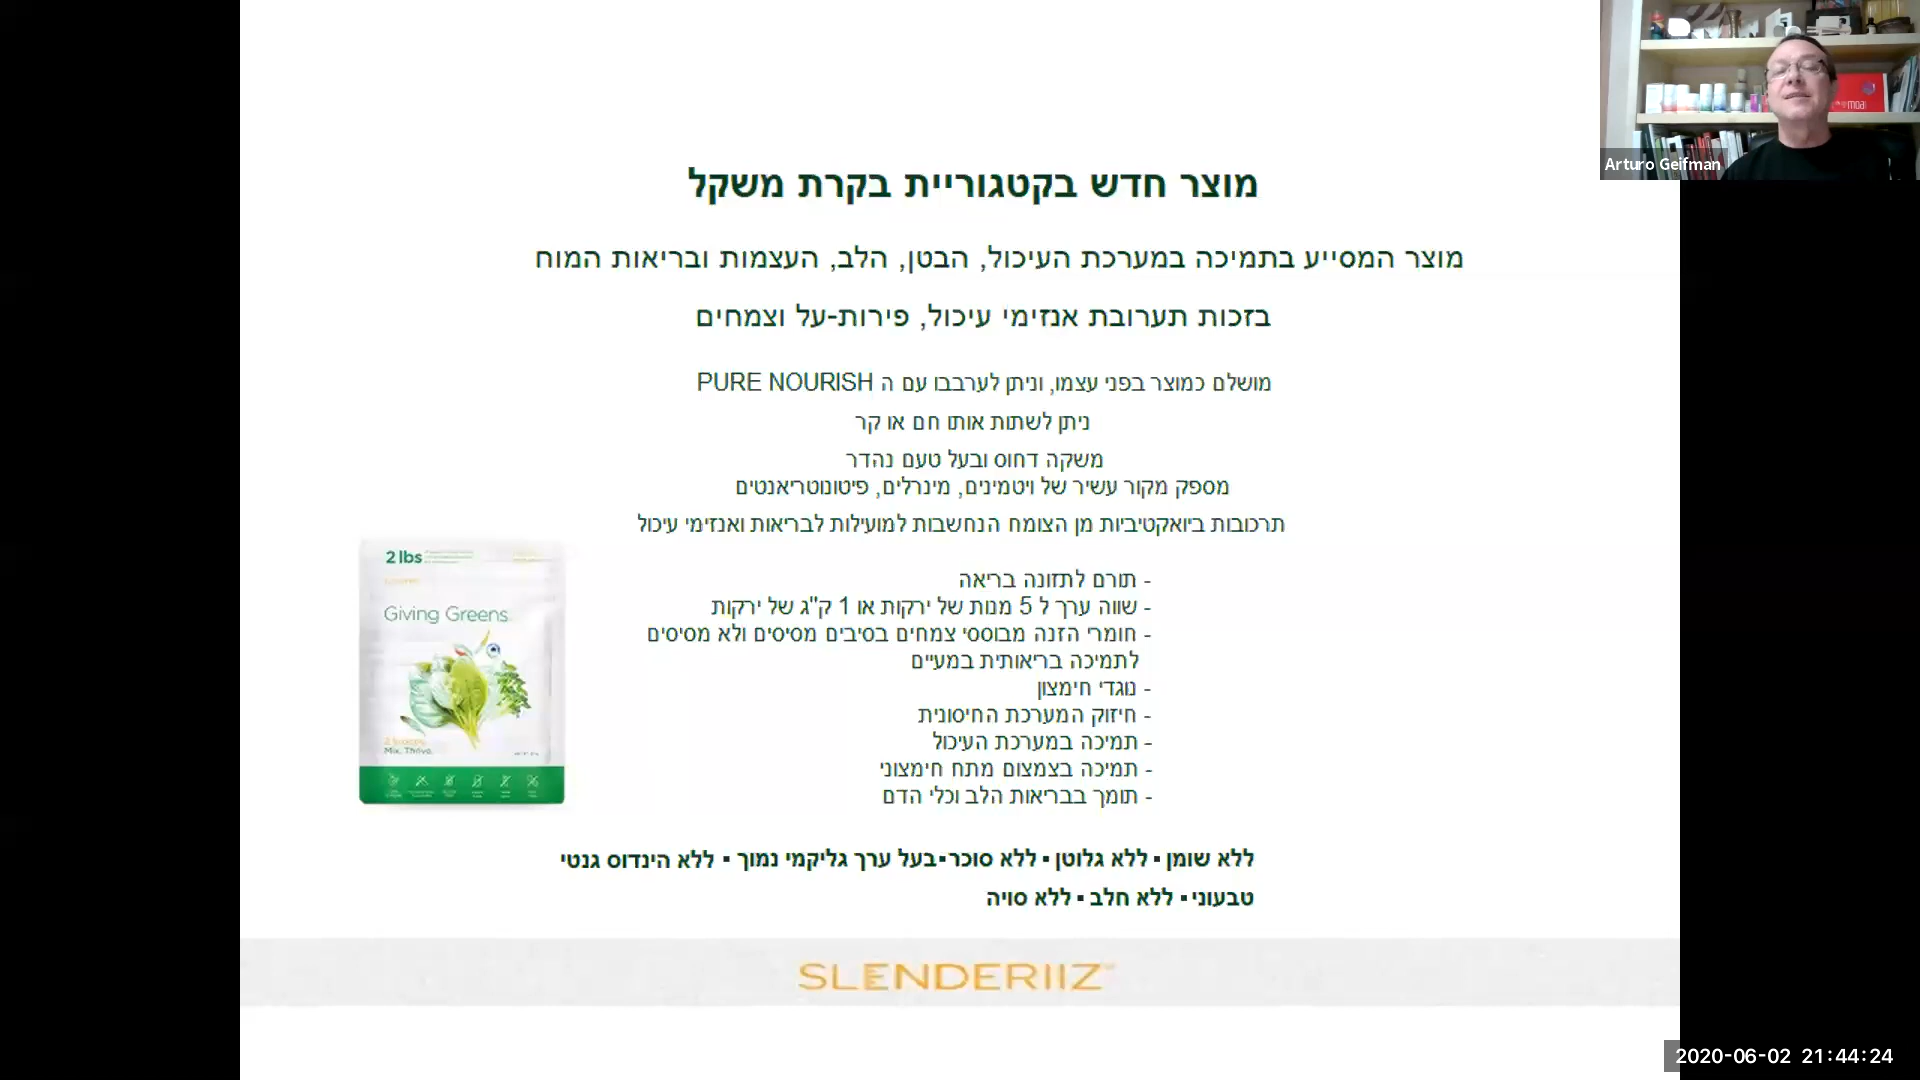 Arturo Geifman
מוצר חדש בקטגוריית בקרת משקל
מוצר המסייע בתמיכה במערכת העיכול, הבטן, הלב, העצמות ובריאות המוח
בזכות תערובת אנזימי עיכול, פירות-על וצמחים
מושלם כמוצר בפני עצמו, וניתן לערבבו עם ה PURE NOURISH
ניתן לשתות אותו חם או קר
משקה דחוס ובעל טעם נהדר
מספק מקור עשיר של ויטמינים, מינרלים, פיטונוטריאנטים
תרכובות ביואקטיביות מן הצומח הנחשבות למועילות לבריאות ואנזימי עיכול
- תורם לתזונה בריאה
- שווה ערך ל 5 מנות של ירקות או 1 ק"ג של ירקות
- חומרי הזנה מבוססי צמחים בסיבים מסיסים ולא מסיסים
לתמיכה בריאותית במעיים
- נוגדי חימצון
- חיזוק המערכת החיסונית
- תמיכה במערכת העיכול
- תמיכה בצמצום מתח חימצוני
- תומך בבריאות הלב וכלי הדם
2 lbs
Giving Greens
Mix. Thrive.
ללא שומן ▪ ללא גלוטן ▪ ללא סוכר ▪ בעל ערך גליקמי נמוך ▪ ללא הינדוס גנטי
טבעוני ▪ ללא חלב ▪ ללא סויה
SLENDERIIZ
moa
2020-06-02 21:44:24